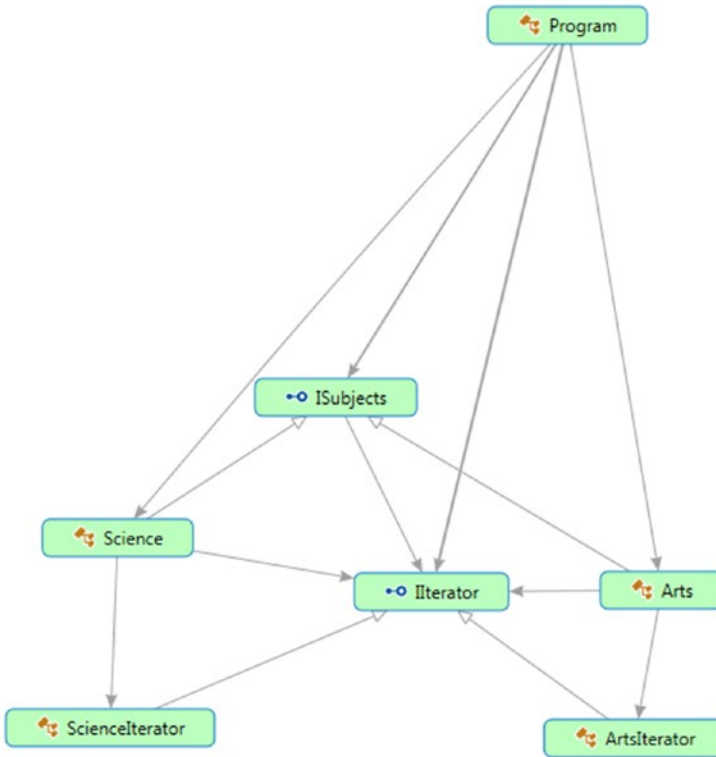 Program
ISubjects
Science
IIterator
Arts
ScienceIterator
ArtsIterator